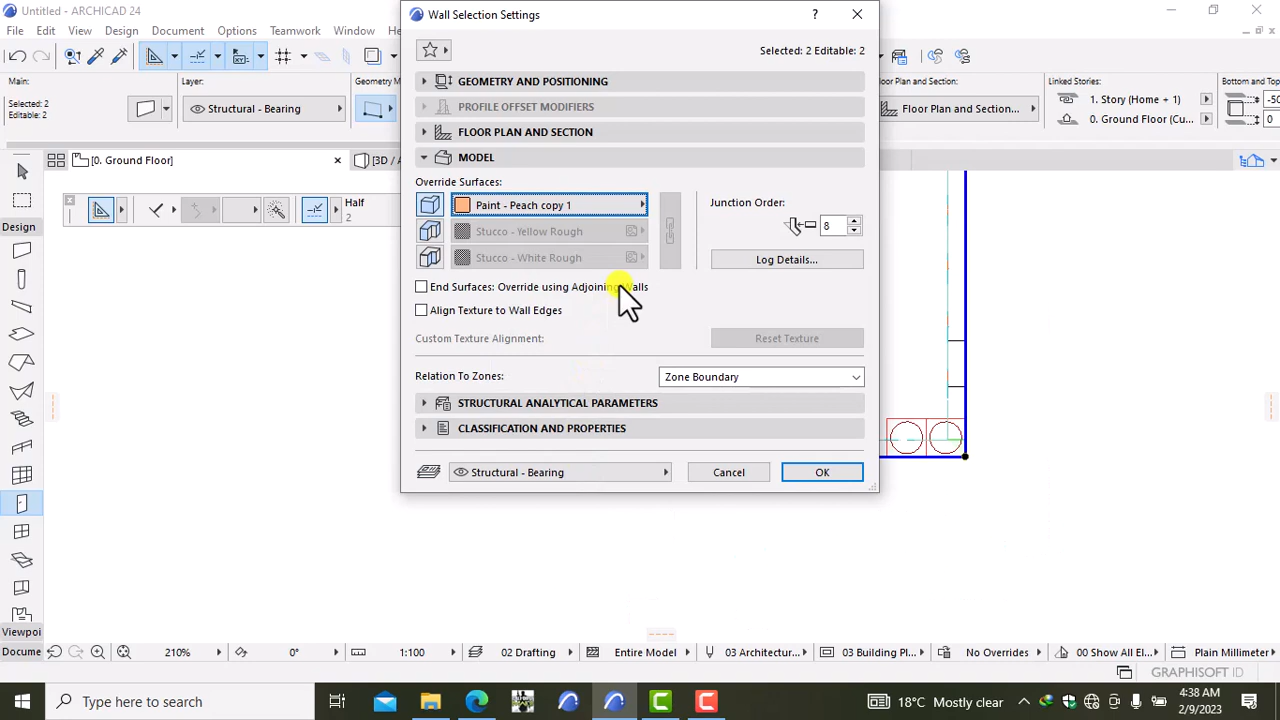 Untitled - ARCHICAD 24
Wall Selection Settings
?
File Edit View Design Document Options Teamwork Window
Selected: 2 Editable: 2
Main:
Layer:
Geometry M
Floor Plan and Section:
Linked Stories:
Bottom and Top
Selected: 2
Editable: 2
Structural - Bearing
Floor Plan and Section...
1. Story (Home + 1)
0. Ground Floor (Cu...
-50
0
GEOMETRY AND POSITIONING
PROFILE OFFSET MODIFIERS
FLOOR PLAN AND SECTION
MODEL
[0. Ground Floor]
[3D / A
Override Surfaces:
Paint - Peach copy 1
Stucco - Yellow Rough
Stucco - White Rough
Junction Order:
8
Log Details...
Half
2
Design
End Surfaces: Override using Adjoining Walls
Align Texture to Wall Edges
Custom Texture Alignment:
Reset Texture
Relation To Zones:
Zone Boundary
STRUCTURAL ANALYTICAL PARAMETERS
CLASSIFICATION AND PROPERTIES
Structural - Bearing
Cancel
OK
Viewpoi
Docume
210%
0°
1:100
02 Drafting
Entire Model
03 Architectur...
03 Building Pl...
No Overrides
00 Show All El...
Plain Millimeter
GRAPHISOFT ID
Type here to search
18°C Mostly clear
4:38 AM
2/9/2023